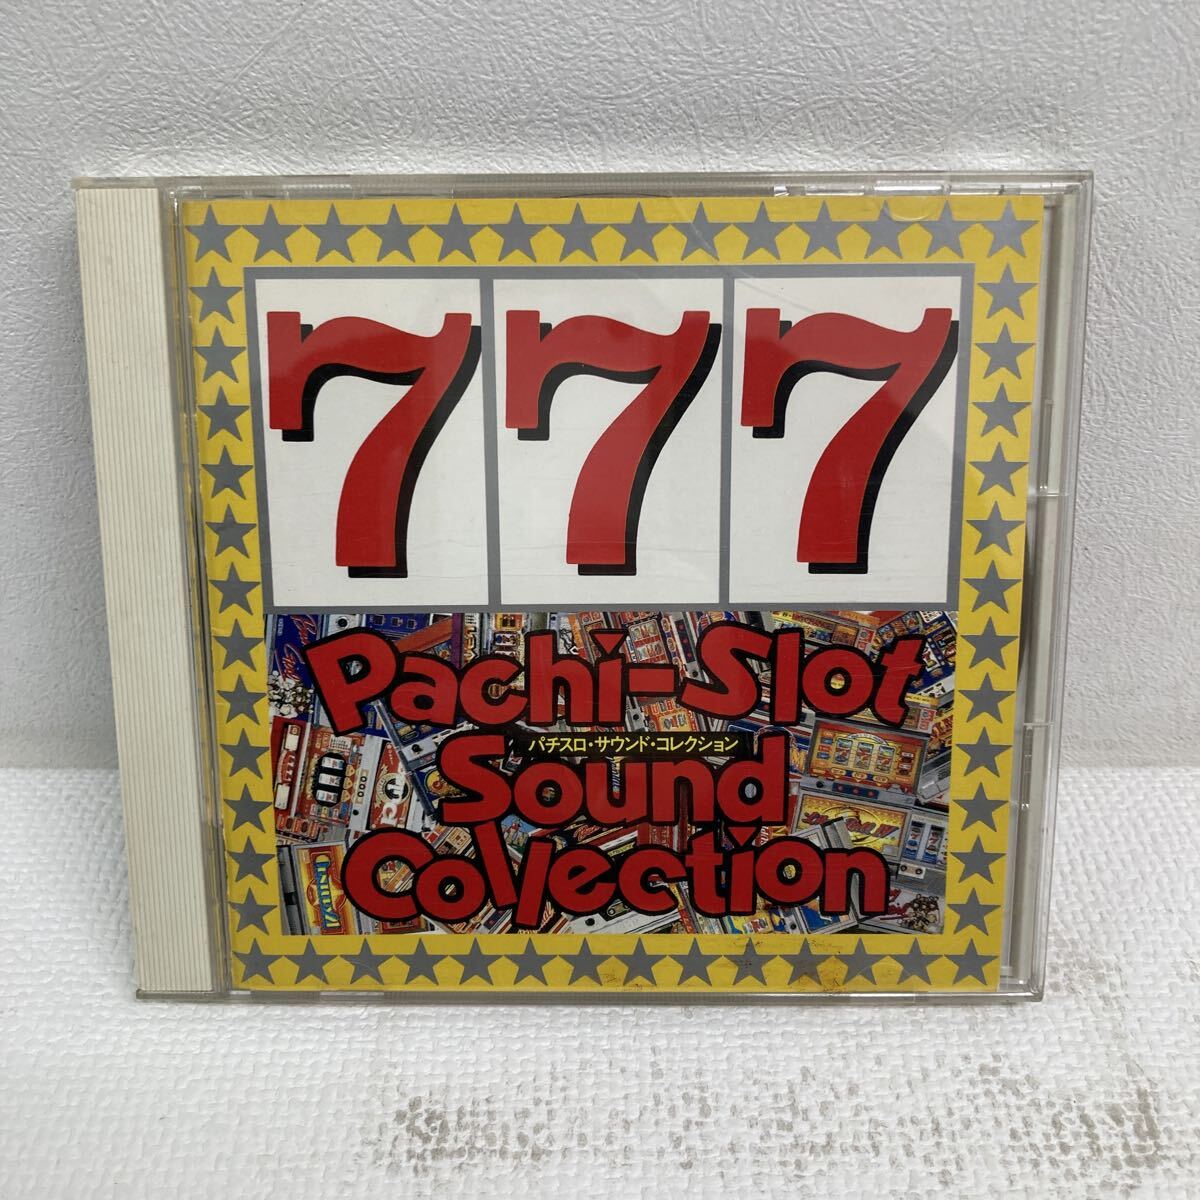 777
Pachi-Slot
パチスロ・サウンド・コレクション
Sound
Collection